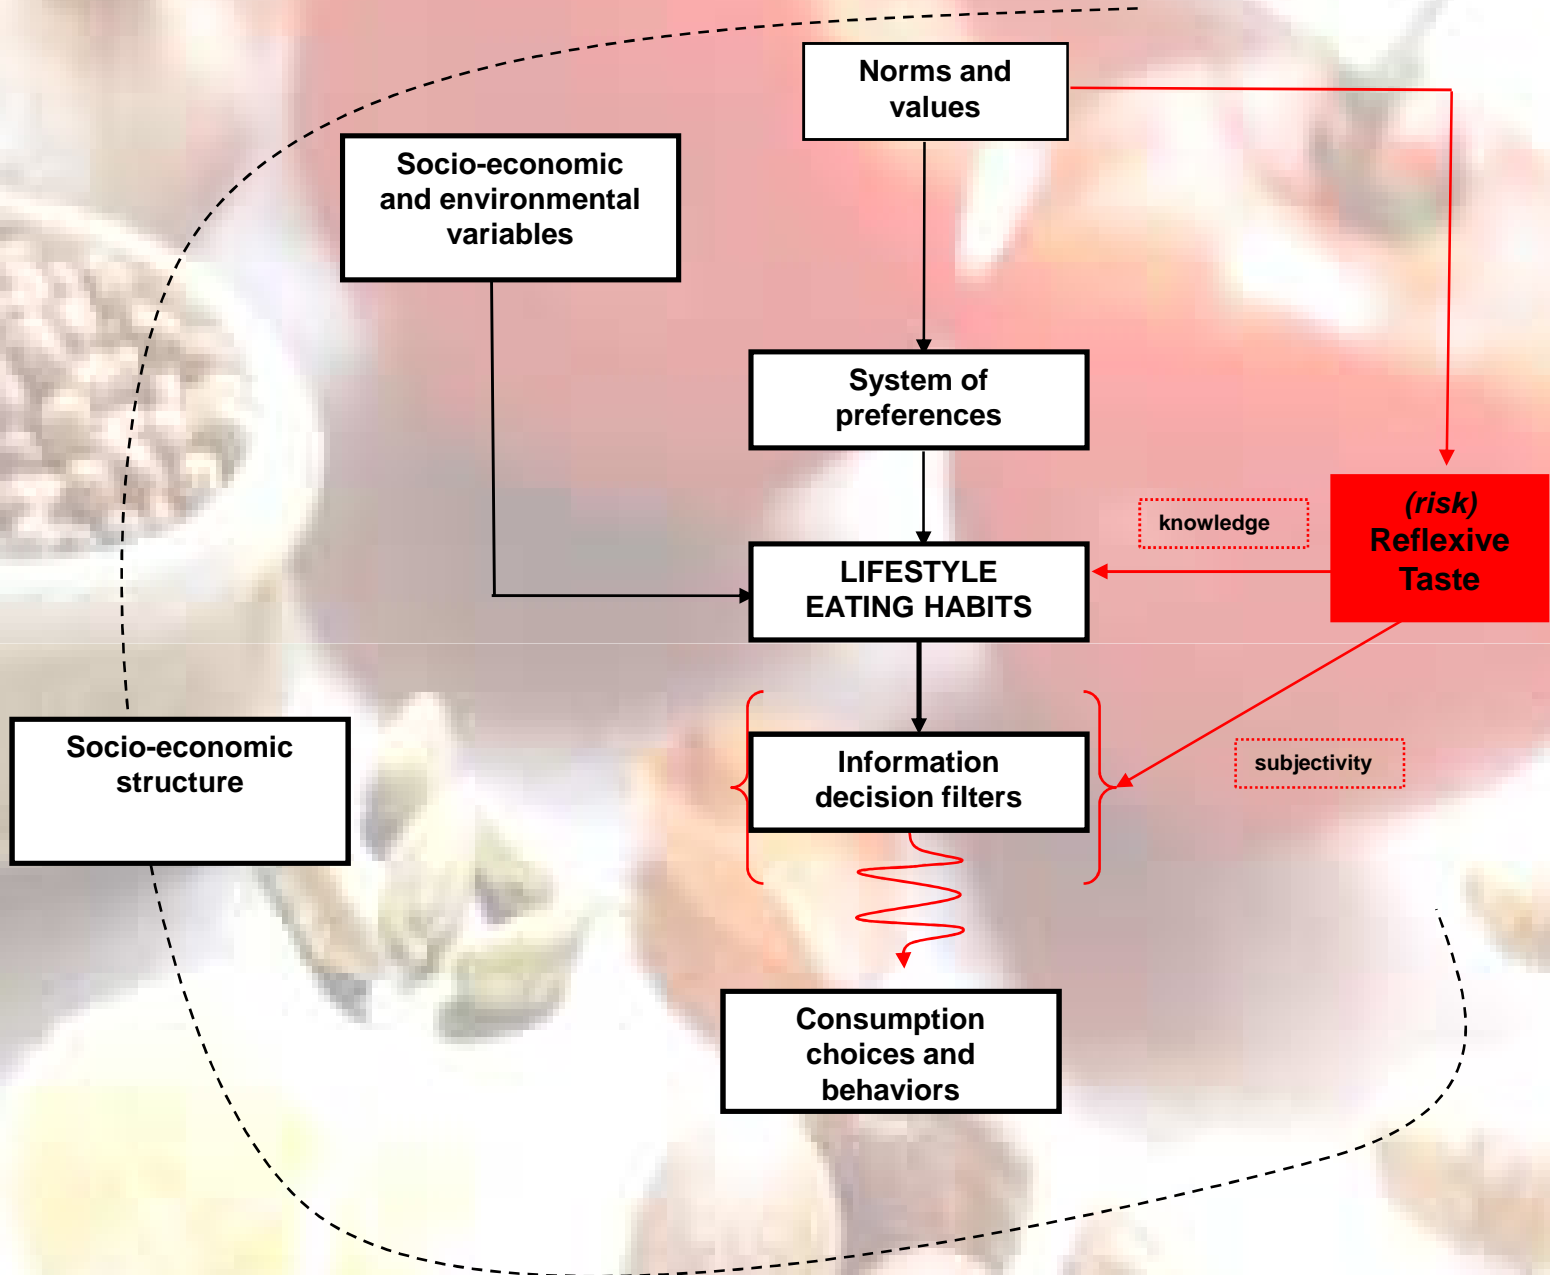 Norms and
values
Socio-economic
and environmental
variables
System of
preferences
knowledge
(risk)
Reflexive
Taste
LIFESTYLE
EATING HABITS
Socio-economic
structure
Information
decision filters
subjectivity
Consumption
choices and
behaviors